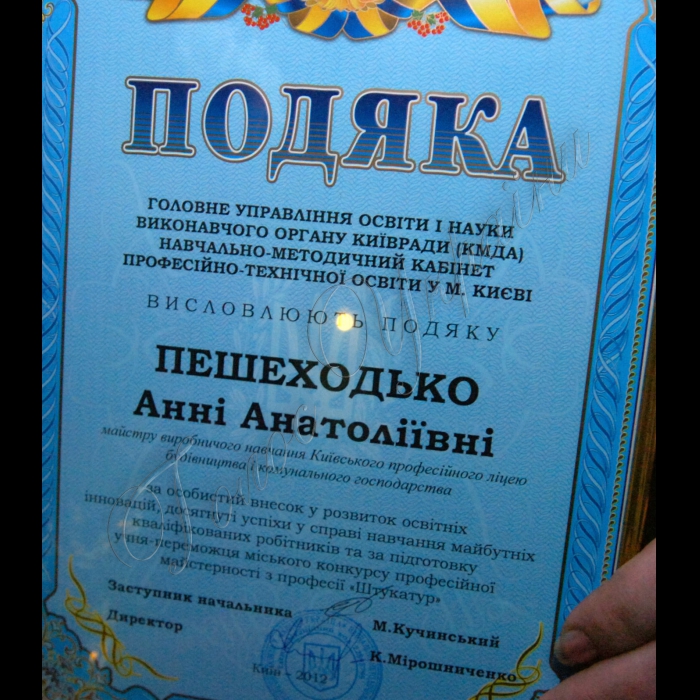 ПОДЯКА
ГОЛОВНЕ УПРАВЛІННЯ ОСВІТИ І НАУКИ
ВИКОНАВЧОГО ОРГАНУ КИЇВРАДИ (КМДА)
НАВЧАЛЬНО-МЕТОДИЧНИЙ КАБІНЕТ
ПРОФЕСІЙНО-ТЕХНІЧНОЇ ОСВІТИ У М. КИЄВІ
ВИСЛОВЛЮЮТЬ ПОДЯКУ
ПЕШЕХОДЬКО
Анні Анатоліївні
майстру виробничого навчання Київського професійного ліцею
будівництва і комунального господарства
за особистий внесок у розвиток освітніх
інновацій, досягнуті успіхи у справі навчання майбутніх
кваліфікованих робітників та за підготовку
учня-переможця міського конкурсу професійної
майстерності з професії «Штукатур»
Заступник начальника М.Кучинський
Директор К.Мірошниченко
Київ - 2012
Голос України